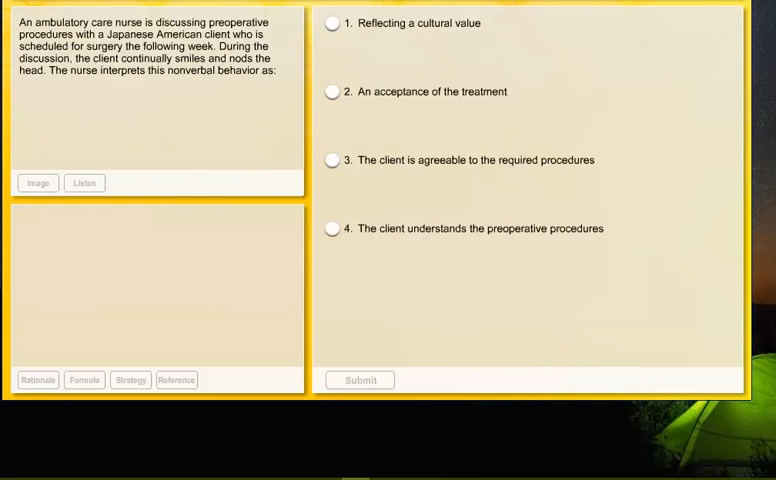 An ambulatory care nurse is discussing preoperative
procedures with a Japanese American client who is
scheduled for surgery the following week. During the
discussion, the client continually smiles and nods the
head. The nurse interprets this nonverbal behavior as:
Image Listen
Rationale Formula Strategy Reference
1. Reflecting a cultural value
2. An acceptance of the treatment
3. The client is agreeable to the required procedures
4. The client understands the preoperative procedures
Submit